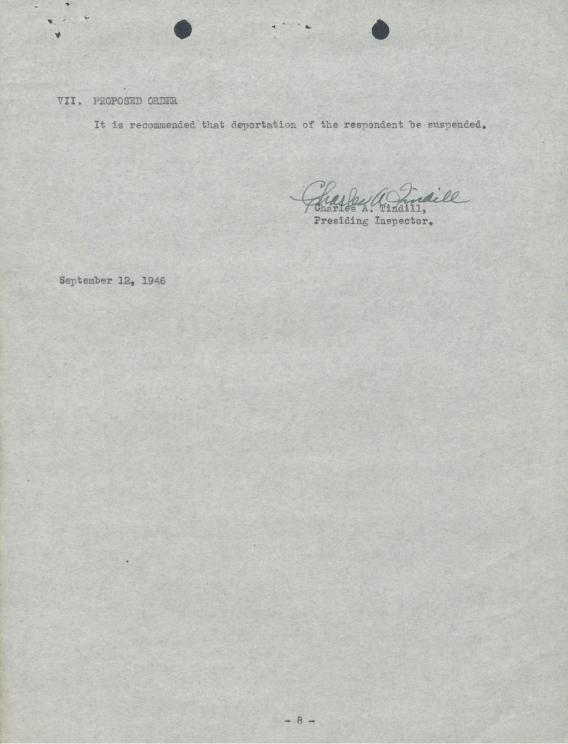 VII. PROPOSED ORDER
It is recommended that deportation of the respondent be suspended.
Charles A Tindill
Charles A. Tindill,
Presiding Inspector.
September 12, 1946
- 8 -